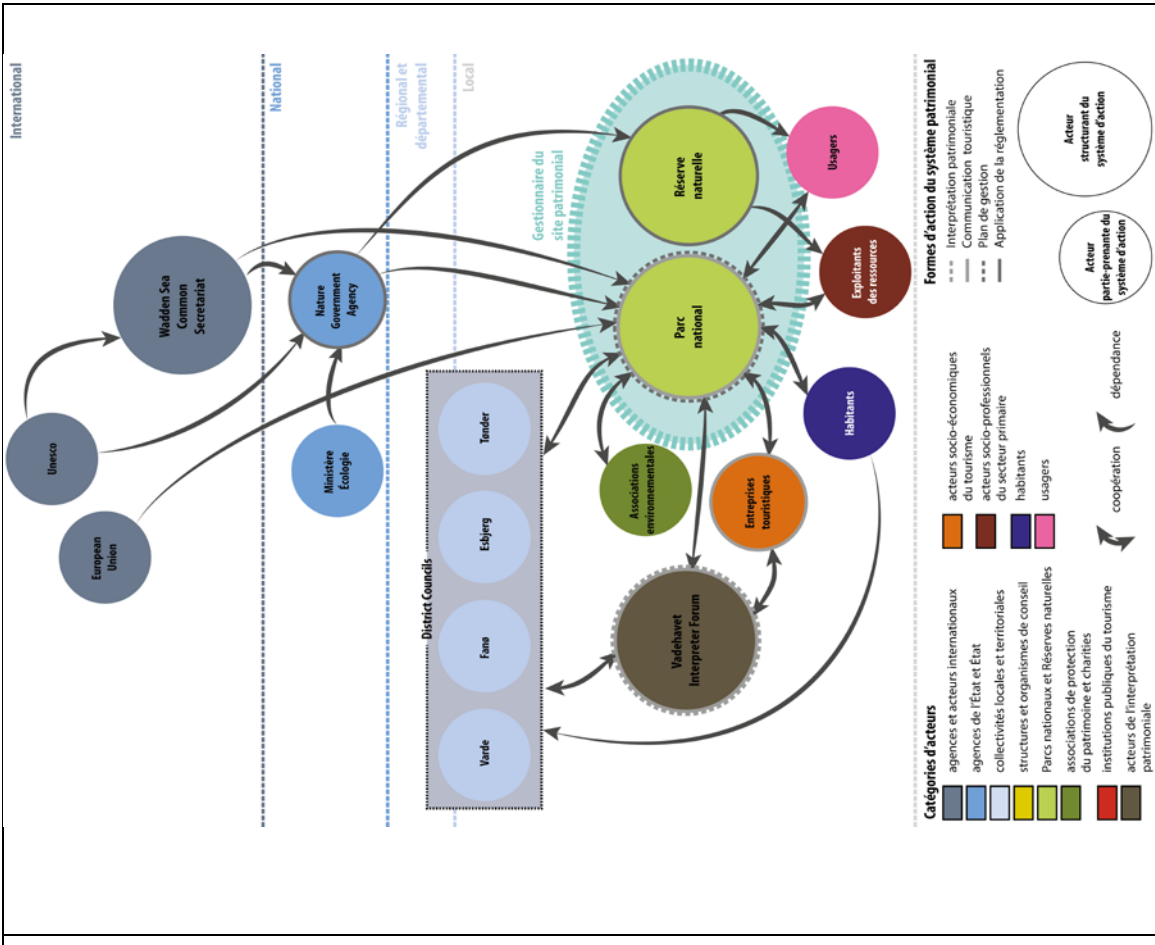 International
National
Régional et
départemental
Local
Unesco
European
Union
Wadden Sea
Common
Secretariat
Ministère
Écologie
Nature
Government
Agency
District Councils
Varde
Fanø
Esbjerg
Tønder
Gestionnaire du
site patrimonial
Associations
environnementales
Vadehavet
Interpreter Forum
Entreprises
touristiques
Parc
national
Réserve
naturelle
Habitants
Exploitants
des ressources
Usagers
Catégories d'acteurs
agences et acteurs internationaux
agences de l'État et État
collectivités locales et territoriales
structures et organismes de conseil
Parcs nationaux et Réserves naturelles
associations de protection
du patrimoine et charities
institutions publiques du tourisme
acteurs de l'interprétation
patrimoniale
acteurs socio-économiques
du tourisme
acteurs socio-professionnels
du secteur primaire
habitants
usagers
coopération
dépendance
Formes d'action du système patrimonial
Interprétation patrimoniale
Communication touristique
Plan de gestion
Application de la réglementation
Acteur
partie-prenante du
système d'action
Acteur
structurant du
système d'action